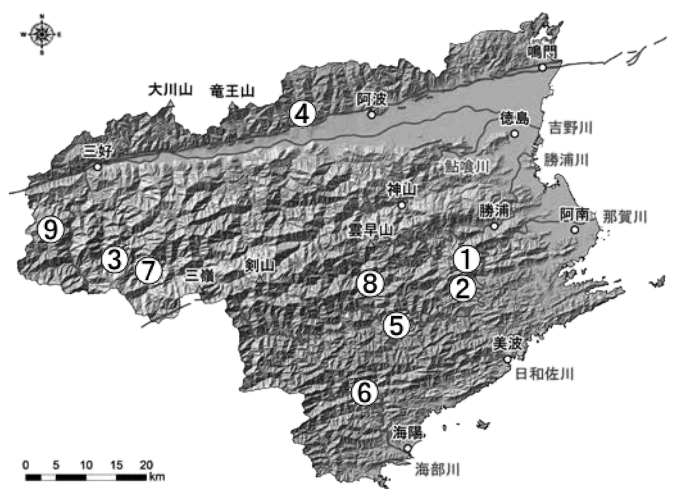 N
W E
S
鳴門
大川山
竜王山
④
阿波
徳島
吉野川
三好
鮎喰川
勝浦川
神山
勝浦
阿南
那賀川
⑨
雲早山
③
⑦
三嶺
剣山
①
⑧
②
⑤
美波
日和佐川
⑥
海陽
海部川
0 5 10 15 20
km